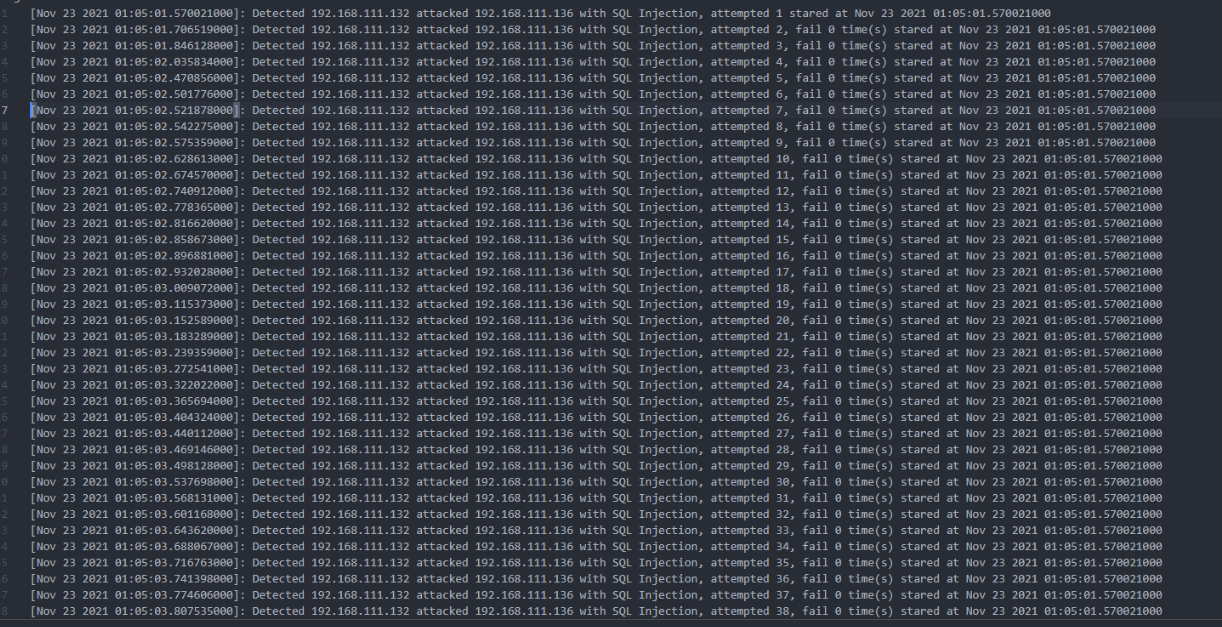 1 [Nov 23 2021 01:05:01.570021000]: Detected 192.168.111.132 attacked 192.168.111.136 with SQL Injection, attempted 1 stared at Nov 23 2021 01:05:01.570021000
2 [Nov 23 2021 01:05:01.706519000]: Detected 192.168.111.132 attacked 192.168.111.136 with SQL Injection, attempted 2, fail 0 time(s) stared at Nov 23 2021 01:05:01.570021000
3 [Nov 23 2021 01:05:01.846128000]: Detected 192.168.111.132 attacked 192.168.111.136 with SQL Injection, attempted 3, fail 0 time(s) stared at Nov 23 2021 01:05:01.570021000
4 [Nov 23 2021 01:05:02.035834000]: Detected 192.168.111.132 attacked 192.168.111.136 with SQL Injection, attempted 4, fail 0 time(s) stared at Nov 23 2021 01:05:01.570021000
5 [Nov 23 2021 01:05:02.470856000]: Detected 192.168.111.132 attacked 192.168.111.136 with SQL Injection, attempted 5, fail 0 time(s) stared at Nov 23 2021 01:05:01.570021000
6 [Nov 23 2021 01:05:02.501776000]: Detected 192.168.111.132 attacked 192.168.111.136 with SQL Injection, attempted 6, fail 0 time(s) stared at Nov 23 2021 01:05:01.570021000
7 [Nov 23 2021 01:05:02.521878000]: Detected 192.168.111.132 attacked 192.168.111.136 with SQL Injection, attempted 7, fail 0 time(s) stared at Nov 23 2021 01:05:01.570021000
8 [Nov 23 2021 01:05:02.542275000]: Detected 192.168.111.132 attacked 192.168.111.136 with SQL Injection, attempted 8, fail 0 time(s) stared at Nov 23 2021 01:05:01.570021000
9 [Nov 23 2021 01:05:02.575359000]: Detected 192.168.111.132 attacked 192.168.111.136 with SQL Injection, attempted 9, fail 0 time(s) stared at Nov 23 2021 01:05:01.570021000
0 [Nov 23 2021 01:05:02.628613000]: Detected 192.168.111.132 attacked 192.168.111.136 with SQL Injection, attempted 10, fail 0 time(s) stared at Nov 23 2021 01:05:01.570021000
1 [Nov 23 2021 01:05:02.674570000]: Detected 192.168.111.132 attacked 192.168.111.136 with SQL Injection, attempted 11, fail 0 time(s) stared at Nov 23 2021 01:05:01.570021000
2 [Nov 23 2021 01:05:02.740912000]: Detected 192.168.111.132 attacked 192.168.111.136 with SQL Injection, attempted 12, fail 0 time(s) stared at Nov 23 2021 01:05:01.570021000
3 [Nov 23 2021 01:05:02.778365000]: Detected 192.168.111.132 attacked 192.168.111.136 with SQL Injection, attempted 13, fail 0 time(s) stared at Nov 23 2021 01:05:01.570021000
4 [Nov 23 2021 01:05:02.816620000]: Detected 192.168.111.132 attacked 192.168.111.136 with SQL Injection, attempted 14, fail 0 time(s) stared at Nov 23 2021 01:05:01.570021000
5 [Nov 23 2021 01:05:02.858673000]: Detected 192.168.111.132 attacked 192.168.111.136 with SQL Injection, attempted 15, fail 0 time(s) stared at Nov 23 2021 01:05:01.570021000
6 [Nov 23 2021 01:05:02.896881000]: Detected 192.168.111.132 attacked 192.168.111.136 with SQL Injection, attempted 16, fail 0 time(s) stared at Nov 23 2021 01:05:01.570021000
7 [Nov 23 2021 01:05:02.932028000]: Detected 192.168.111.132 attacked 192.168.111.136 with SQL Injection, attempted 17, fail 0 time(s) stared at Nov 23 2021 01:05:01.570021000
8 [Nov 23 2021 01:05:03.009072000]: Detected 192.168.111.132 attacked 192.168.111.136 with SQL Injection, attempted 18, fail 0 time(s) stared at Nov 23 2021 01:05:01.570021000
9 [Nov 23 2021 01:05:03.115373000]: Detected 192.168.111.132 attacked 192.168.111.136 with SQL Injection, attempted 19, fail 0 time(s) stared at Nov 23 2021 01:05:01.570021000
0 [Nov 23 2021 01:05:03.152589000]: Detected 192.168.111.132 attacked 192.168.111.136 with SQL Injection, attempted 20, fail 0 time(s) stared at Nov 23 2021 01:05:01.570021000
1 [Nov 23 2021 01:05:03.183289000]: Detected 192.168.111.132 attacked 192.168.111.136 with SQL Injection, attempted 21, fail 0 time(s) stared at Nov 23 2021 01:05:01.570021000
2 [Nov 23 2021 01:05:03.239359000]: Detected 192.168.111.132 attacked 192.168.111.136 with SQL Injection, attempted 22, fail 0 time(s) stared at Nov 23 2021 01:05:01.570021000
3 [Nov 23 2021 01:05:03.272541000]: Detected 192.168.111.132 attacked 192.168.111.136 with SQL Injection, attempted 23, fail 0 time(s) stared at Nov 23 2021 01:05:01.570021000
4 [Nov 23 2021 01:05:03.322022000]: Detected 192.168.111.132 attacked 192.168.111.136 with SQL Injection, attempted 24, fail 0 time(s) stared at Nov 23 2021 01:05:01.570021000
5 [Nov 23 2021 01:05:03.365694000]: Detected 192.168.111.132 attacked 192.168.111.136 with SQL Injection, attempted 25, fail 0 time(s) stared at Nov 23 2021 01:05:01.570021000
6 [Nov 23 2021 01:05:03.404324000]: Detected 192.168.111.132 attacked 192.168.111.136 with SQL Injection, attempted 26, fail 0 time(s) stared at Nov 23 2021 01:05:01.570021000
7 [Nov 23 2021 01:05:03.440112000]: Detected 192.168.111.132 attacked 192.168.111.136 with SQL Injection, attempted 27, fail 0 time(s) stared at Nov 23 2021 01:05:01.570021000
8 [Nov 23 2021 01:05:03.469146000]: Detected 192.168.111.132 attacked 192.168.111.136 with SQL Injection, attempted 28, fail 0 time(s) stared at Nov 23 2021 01:05:01.570021000
9 [Nov 23 2021 01:05:03.498128000]: Detected 192.168.111.132 attacked 192.168.111.136 with SQL Injection, attempted 29, fail 0 time(s) stared at Nov 23 2021 01:05:01.570021000
0 [Nov 23 2021 01:05:03.537698000]: Detected 192.168.111.132 attacked 192.168.111.136 with SQL Injection, attempted 30, fail 0 time(s) stared at Nov 23 2021 01:05:01.570021000
1 [Nov 23 2021 01:05:03.568131000]: Detected 192.168.111.132 attacked 192.168.111.136 with SQL Injection, attempted 31, fail 0 time(s) stared at Nov 23 2021 01:05:01.570021000
2 [Nov 23 2021 01:05:03.601168000]: Detected 192.168.111.132 attacked 192.168.111.136 with SQL Injection, attempted 32, fail 0 time(s) stared at Nov 23 2021 01:05:01.570021000
3 [Nov 23 2021 01:05:03.643620000]: Detected 192.168.111.132 attacked 192.168.111.136 with SQL Injection, attempted 33, fail 0 time(s) stared at Nov 23 2021 01:05:01.570021000
4 [Nov 23 2021 01:05:03.688067000]: Detected 192.168.111.132 attacked 192.168.111.136 with SQL Injection, attempted 34, fail 0 time(s) stared at Nov 23 2021 01:05:01.570021000
5 [Nov 23 2021 01:05:03.716763000]: Detected 192.168.111.132 attacked 192.168.111.136 with SQL Injection, attempted 35, fail 0 time(s) stared at Nov 23 2021 01:05:01.570021000
6 [Nov 23 2021 01:05:03.741398000]: Detected 192.168.111.132 attacked 192.168.111.136 with SQL Injection, attempted 36, fail 0 time(s) stared at Nov 23 2021 01:05:01.570021000
7 [Nov 23 2021 01:05:03.774606000]: Detected 192.168.111.132 attacked 192.168.111.136 with SQL Injection, attempted 37, fail 0 time(s) stared at Nov 23 2021 01:05:01.570021000
8 [Nov 23 2021 01:05:03.807535000]: Detected 192.168.111.132 attacked 192.168.111.136 with SQL Injection, attempted 38, fail 0 time(s) stared at Nov 23 2021 01:05:01.570021000